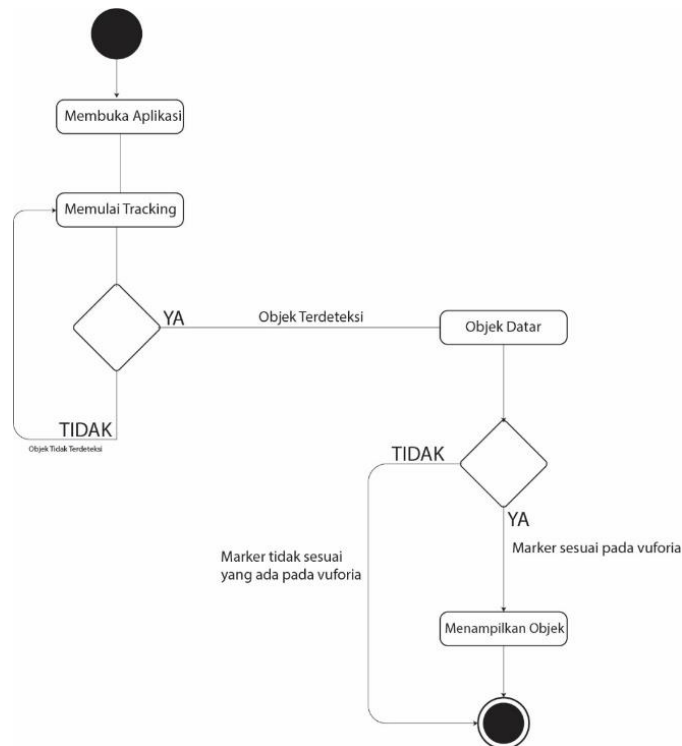 Membuka Aplikasi
Memulai Tracking
YA
Objek Terdeteksi
Objek Datar
TIDAK
Objek Tidak Terdeteksi
TIDAK
YA
Marker sesuai pada vuforia
Marker tidak sesuai
yang ada pada vuforia
Menampilkan Objek